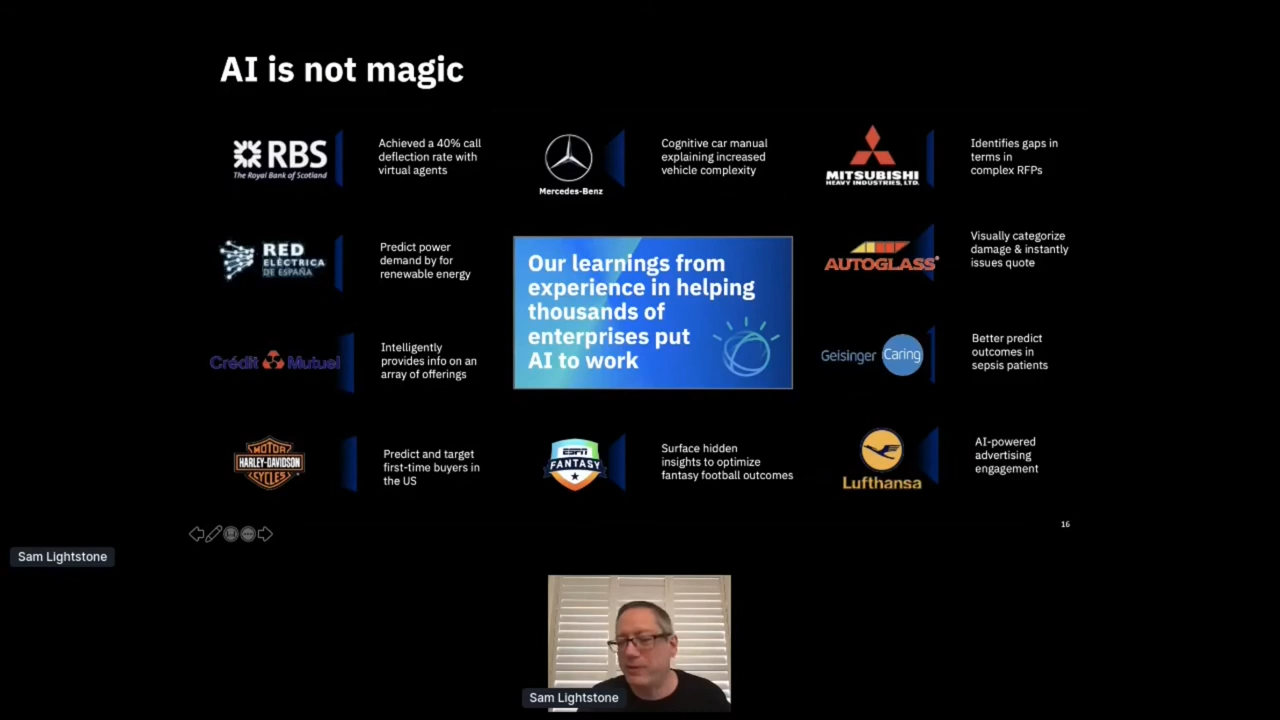 AI is not magic
RBS
The Royal Bank of Scotland
Achieved a 40% call
deflection rate with
virtual agents
Mercedes-Benz
Cognitive car manual
explaining increased
vehicle complexity
MITSUBISHI
HEAVY INDUSTRIES, LTD.
Identifies gaps in
terms in
complex RFPs
RED
ELÉCTRICA
DE ESPAÑA
Predict power
demand by for
renewable energy
Our learnings from
experience in helping
thousands of
enterprises put
AI to work
AUTOGLASS®
Visually categorize
damage & instantly
issues quote
Crédit Mutuel
Intelligently
provides info on an
array of offerings
Geisinger Caring
Better predict
outcomes in
sepsis patients
MOTOR
HARLEY-DAVIDSON
CYCLES
Predict and target
first-time buyers in
the US
ESPN
FANTASY
Surface hidden
insights to optimize
fantasy football outcomes
Lufthansa
AI-powered
advertising
engagement
16
Sam Lightstone
Sam Lightstone